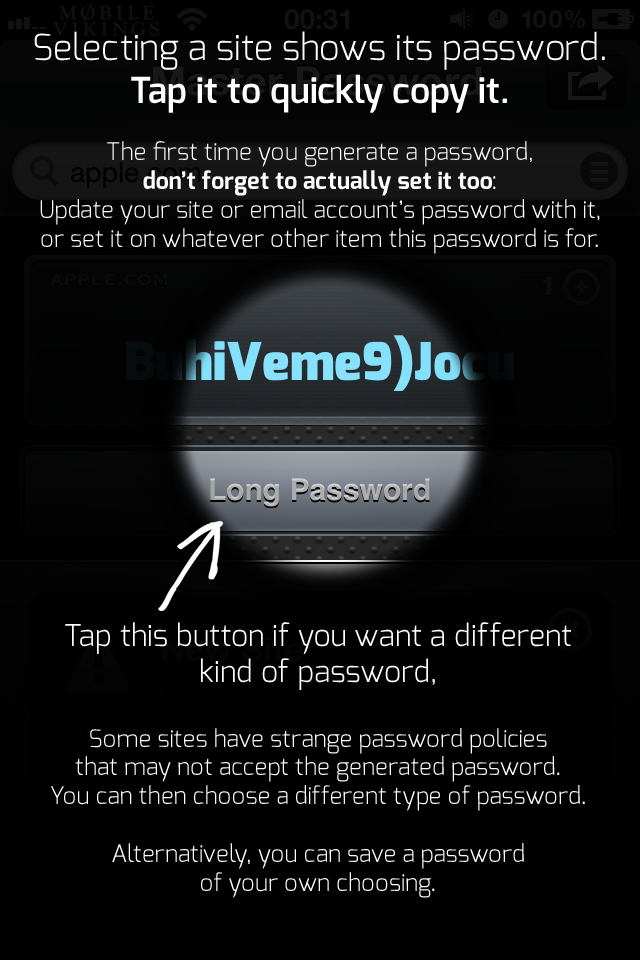 MØBILE
VIKINGS
00:31
100%
Selecting a site shows its password.
Master Password
Tap it to quickly copy it.
The first time you generate a password,
apple.com
don't forget to actually set it too:
Update your site or email account's password with it,
or set it on whatever other item this password is for.
APPLE.COM
1
BuhiVeme9)Jocu
Long Password
Tap this button if you want a different
kind of password,
Some sites have strange password policies
that may not accept the generated password.
You can then choose a different type of password.
Alternatively, you can save a password
of your own choosing.